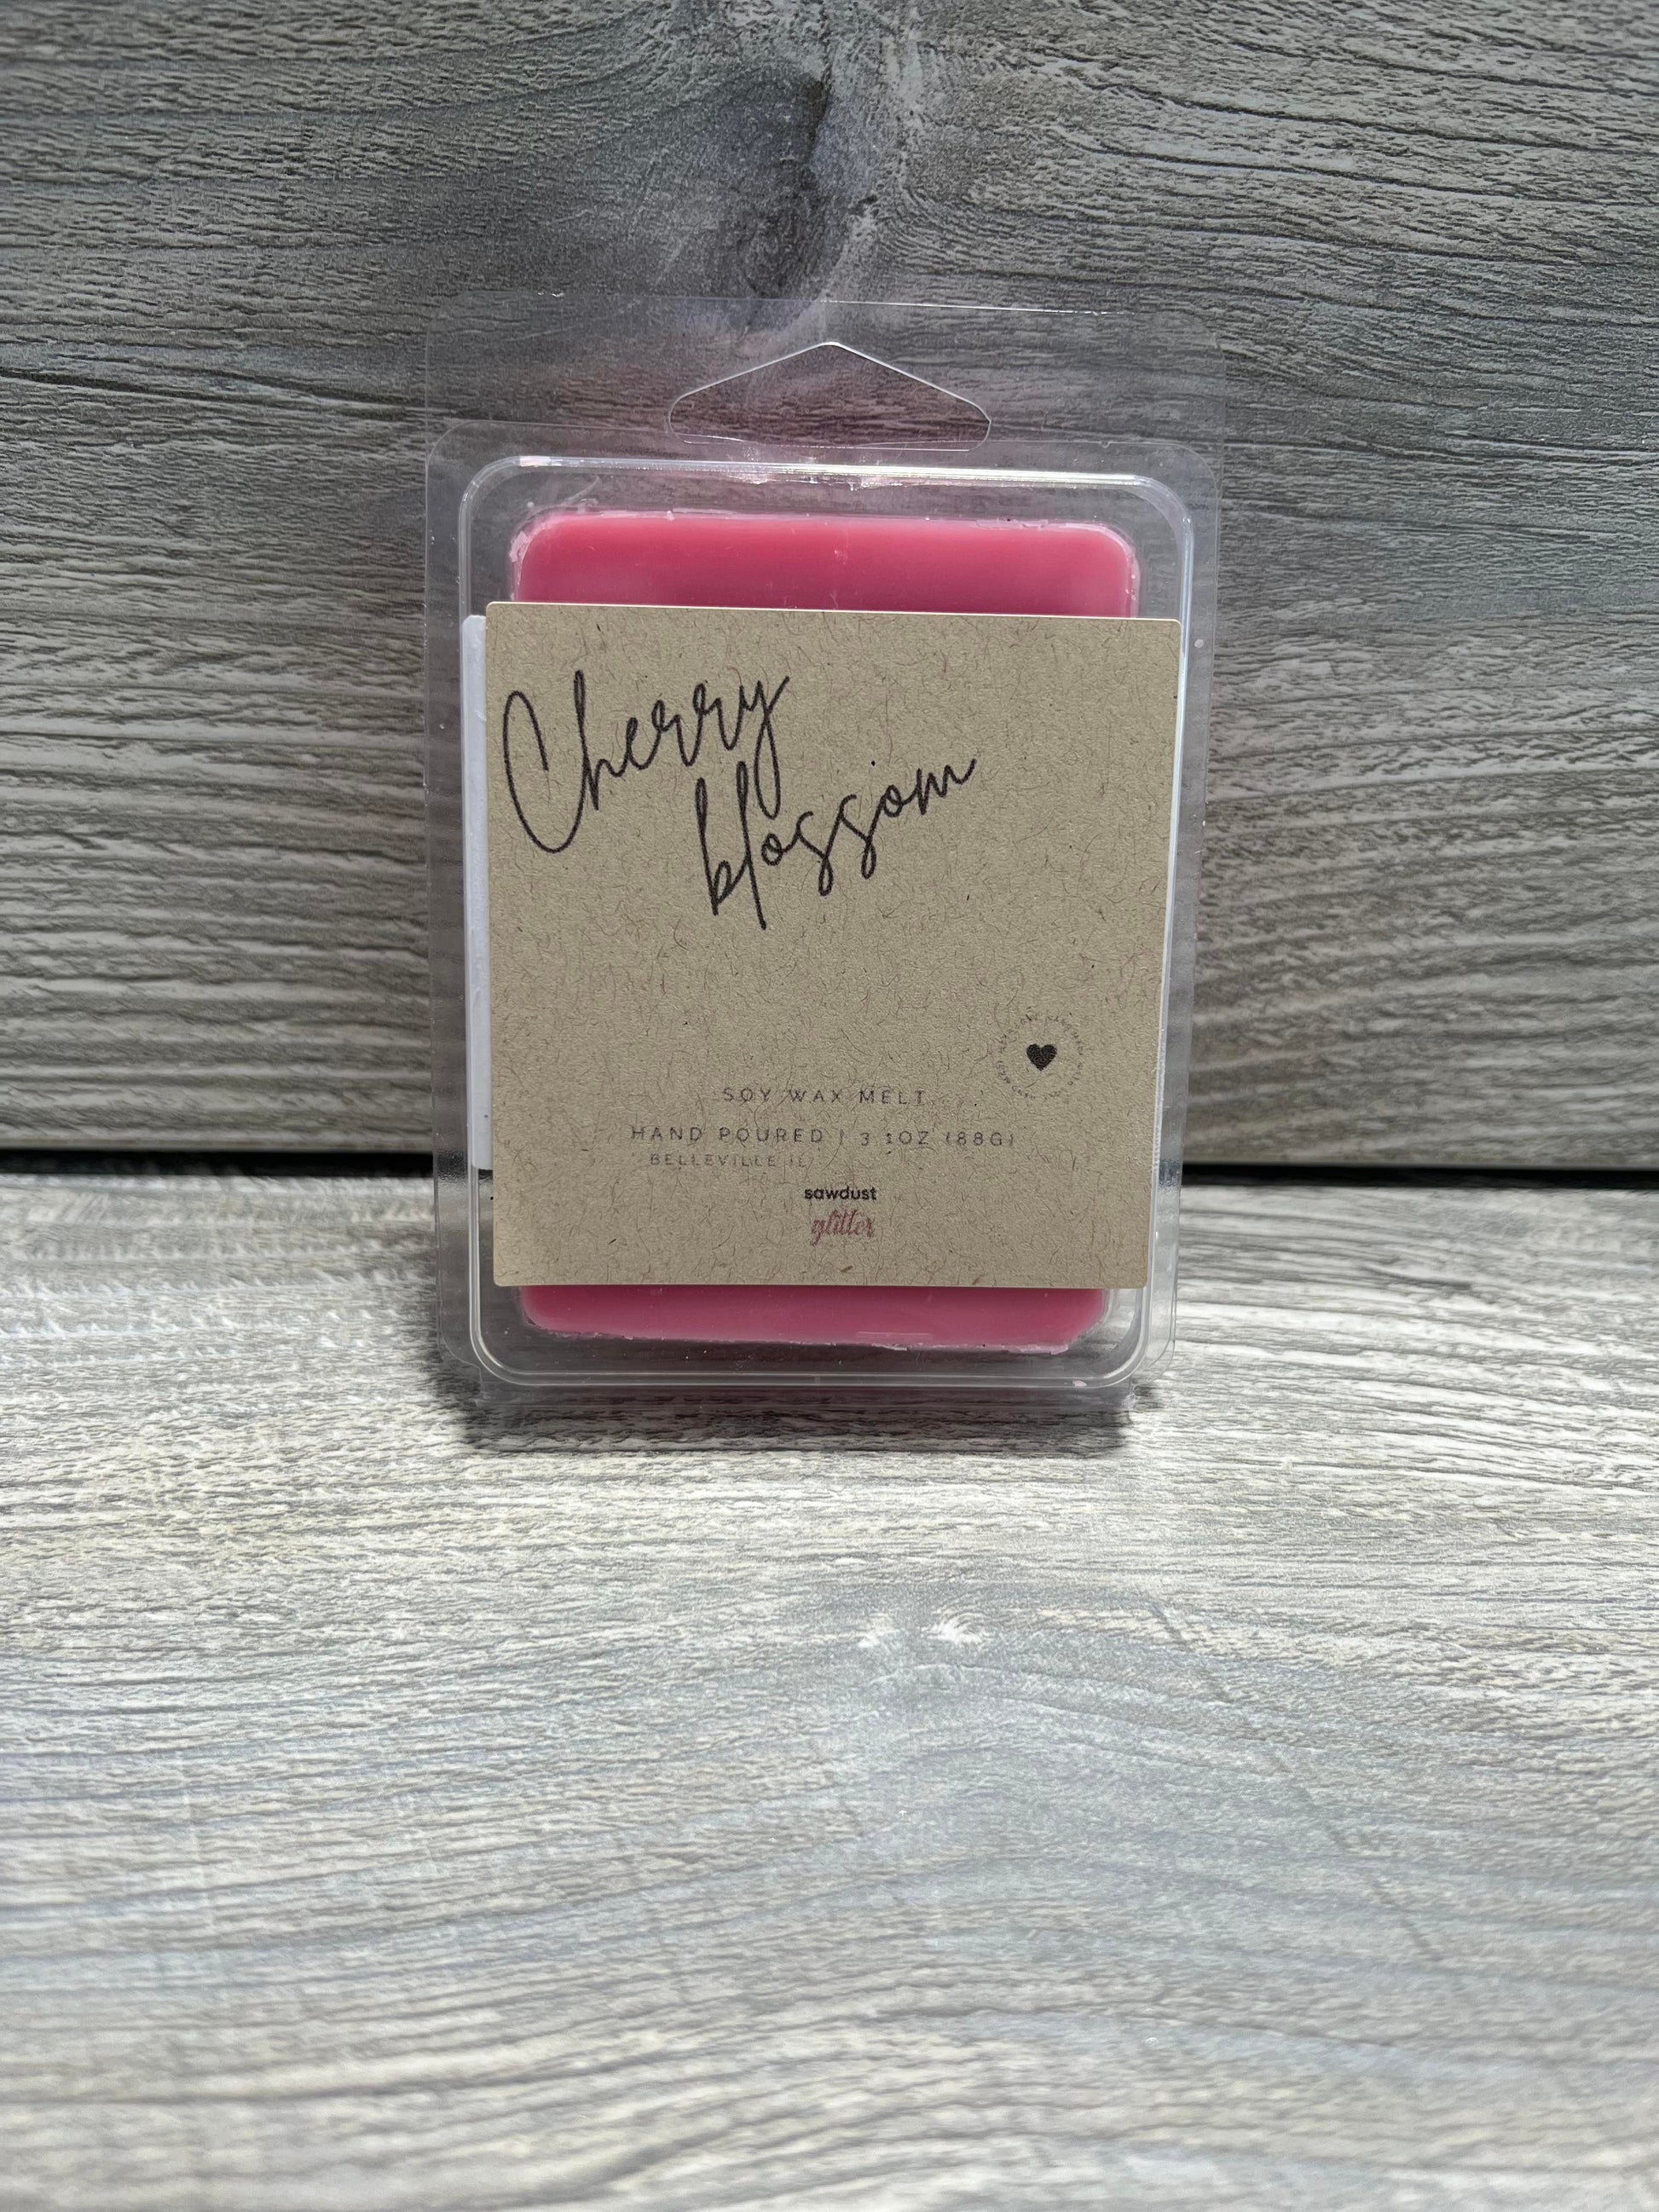 Cherry
blossom
SOY WAX MELT
HAND POURED | 3.1OZ (88G)
BELLEVILLE IL
sawdust
glitter